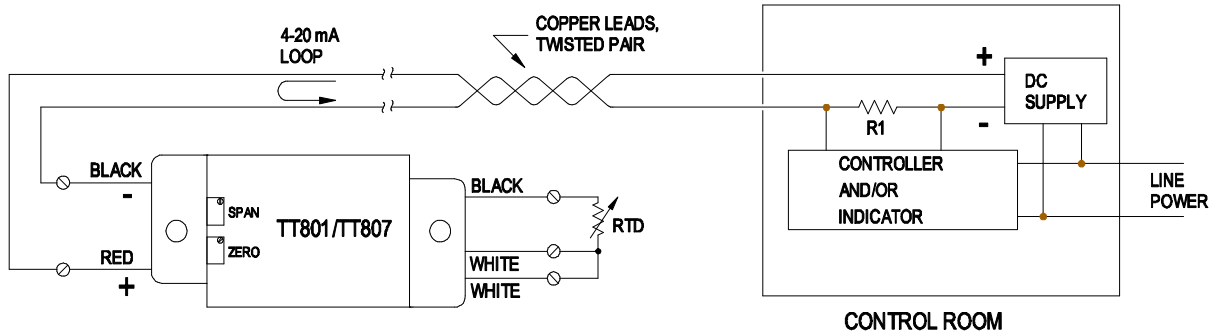 4-20 mA
LOOP
COPPER LEADS,
TWISTED PAIR
+
DC
SUPPLY
-
R1
CONTROLLER
AND/OR
INDICATOR
LINE
POWER
BLACK
-
SPAN
ZERO
TT801/TT807
RED
+
BLACK
RTD
WHITE
WHITE
CONTROL ROOM